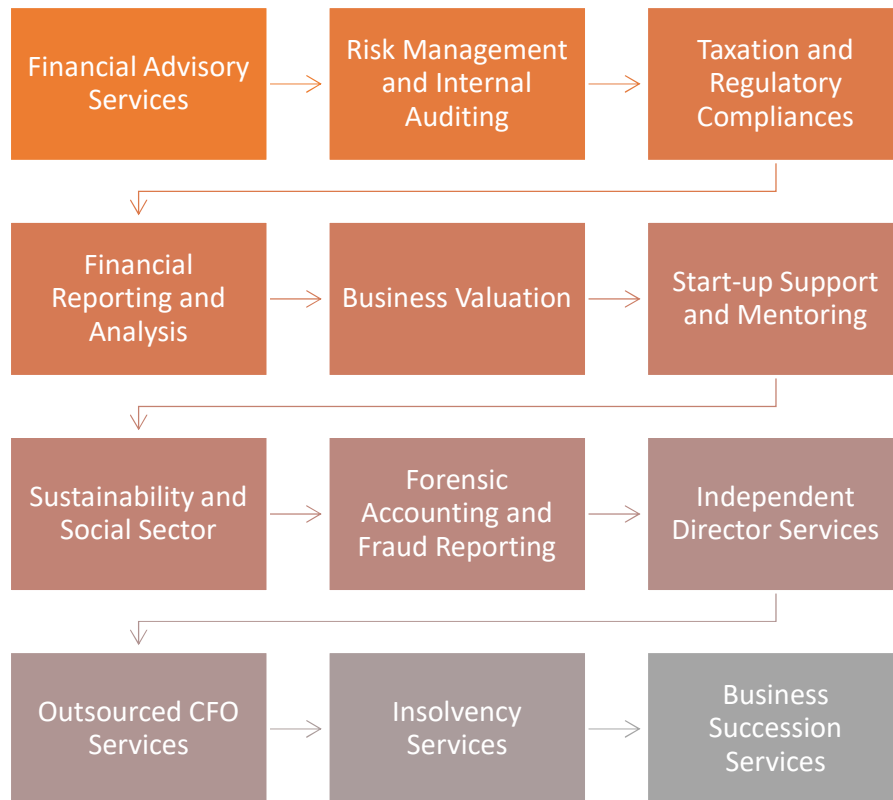 Financial Advisory
Services
Risk Management
and Internal
Auditing
Taxation and
Regulatory
Compliances
Financial
Reporting and
Analysis
Business Valuation
Start-up Support
and Mentoring
Sustainability and
Social Sector
Forensic
Accounting and
Fraud Reporting
Independent
Director Services
Outsourced CFO
Services
Insolvency
Services
Business
Succession
Services